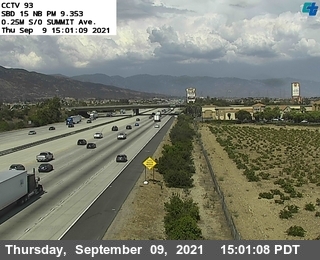 CCTV 93
SBD 15 NB PM 9.353
0.25M S/O SUMMIT Ave.
Thu Sep 9 15:01:09 2021
Thursday, September 09, 2021 15:01:08 PDT